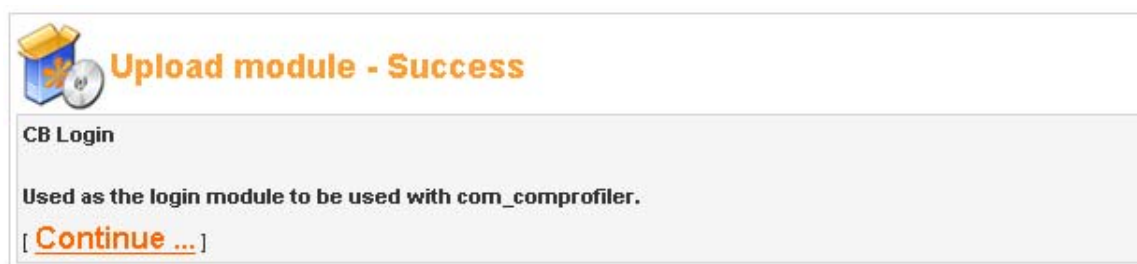 Upload module - Success
CB Login
Used as the login module to be used with com_comprofiler.
[ Continue ... ]